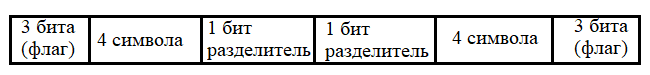 3 бита
(флаг)
4 символа
1 бит
разделитель
1 бит
разделитель
4 символа
3 бита
(флаг)